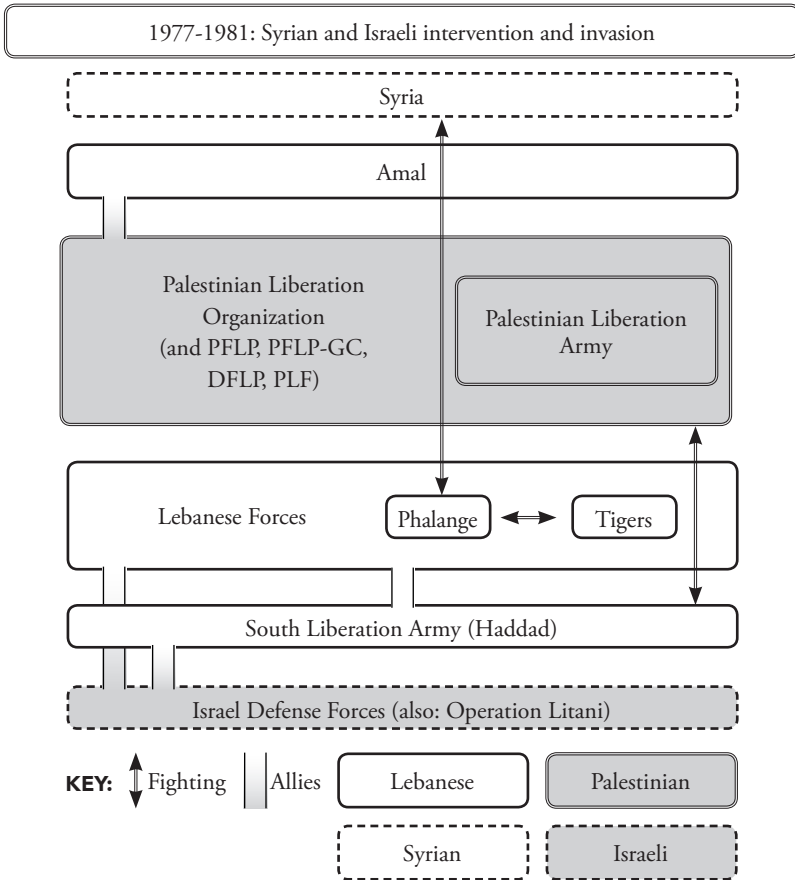 1977-1981: Syrian and Israeli intervention and invasion
Syria
Amal
Palestinian Liberation
Organization
(and PFLP, PFLP-GC,
DFLP, PLF)
Palestinian Liberation
Army
Lebanese Forces
Phalange
Tigers
South Liberation Army (Haddad)
Israel Defense Forces (also: Operation Litani)
KEY:
Fighting
Allies
Lebanese
Palestinian
Syrian
Israeli